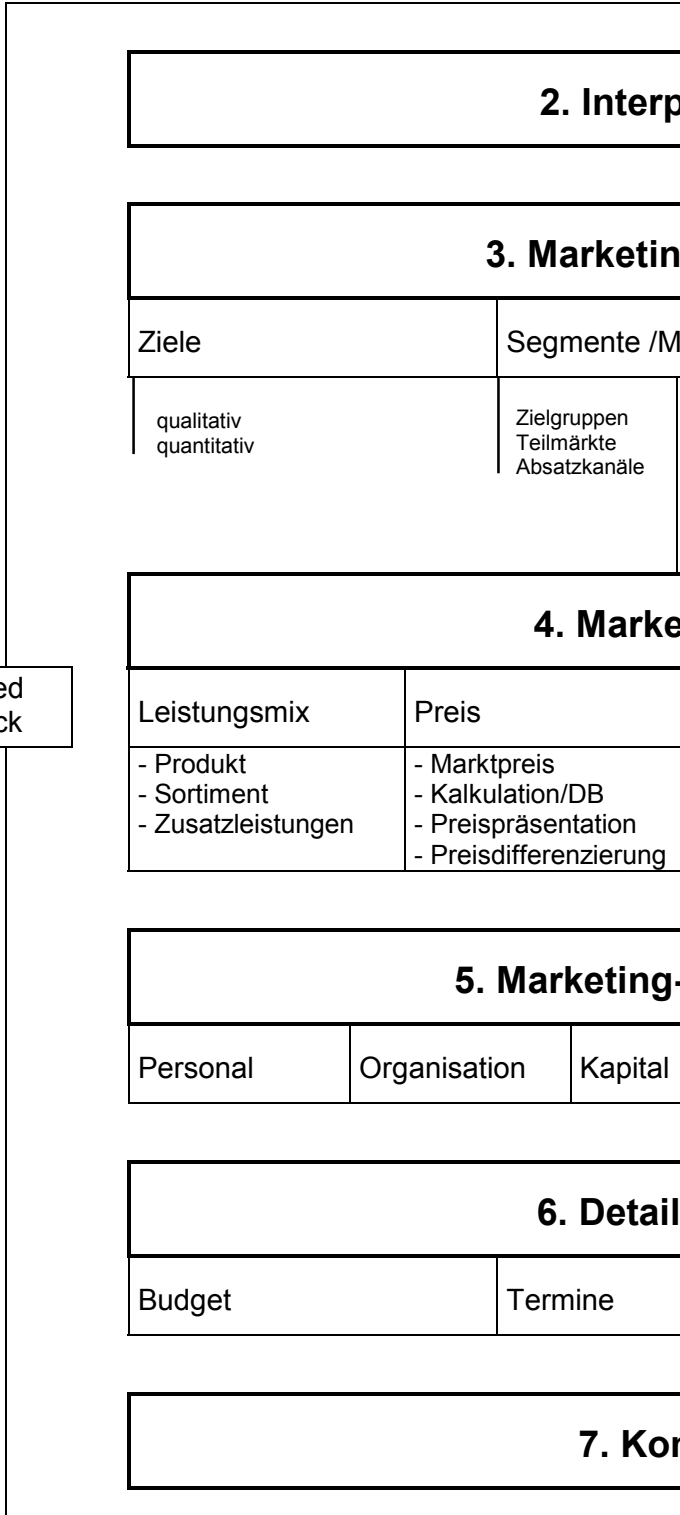 2. Interp
3. Marketin
Ziele
Segmente /M
qualitativ
quantitativ
Zielgruppen
Teilmärkte
Absatzkanäle
4. Marke
ed
ck
Leistungsmix
Preis
- Produkt
- Sortiment
- Zusatzleistungen
- Marktpreis
- Kalkulation/DB
- Preispräsentation
- Preisdifferenzierung
5. Marketing-
Personal
Organisation
Kapital
6. Detail
Budget
Termine
7. Kon